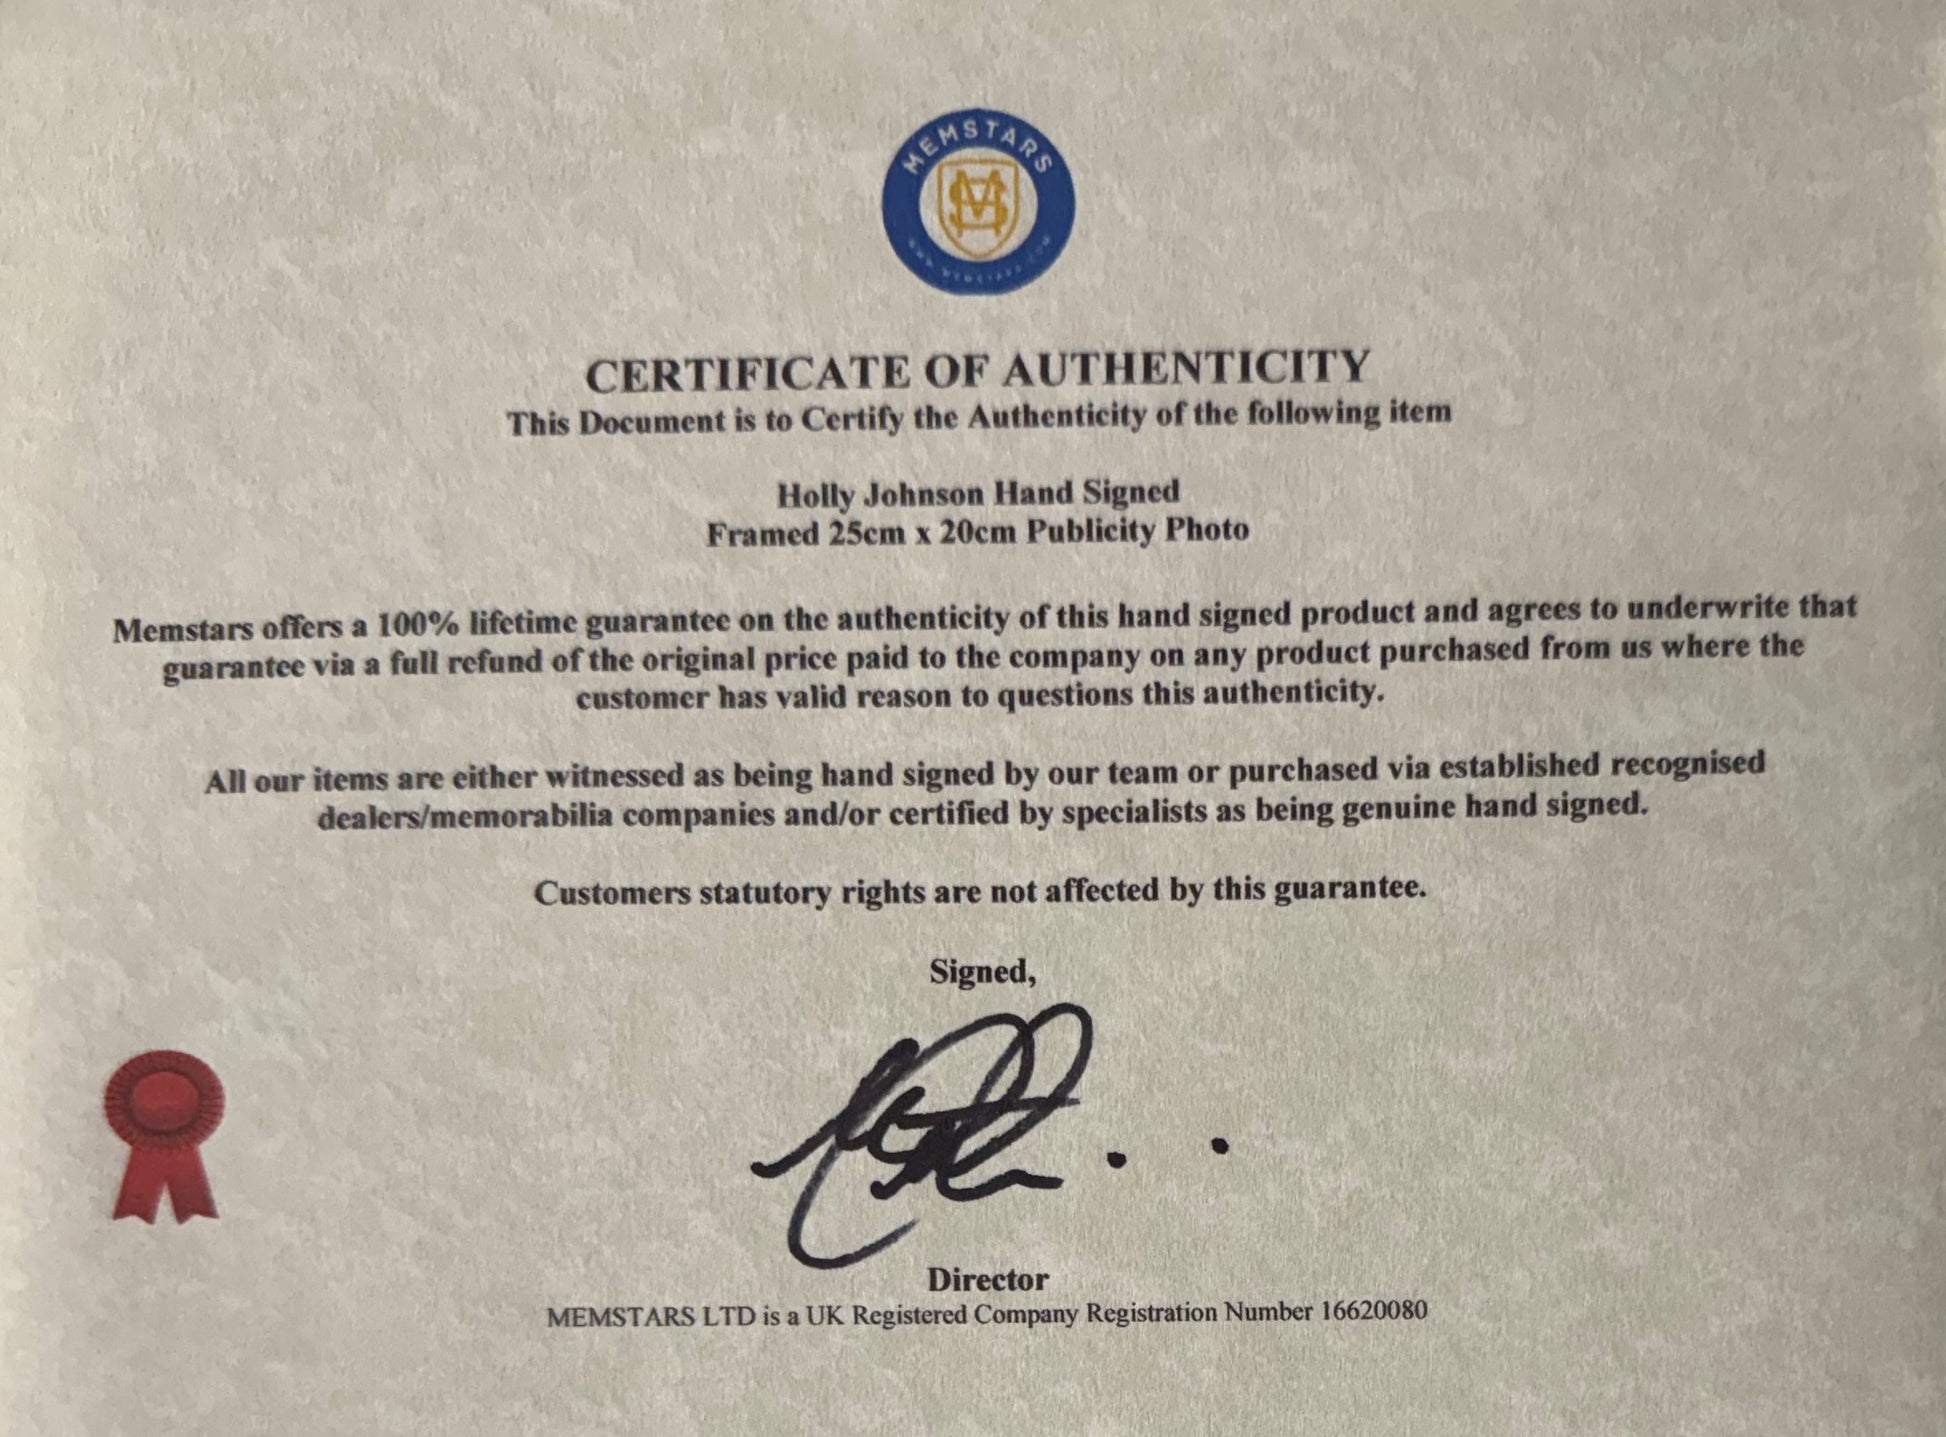 MEMSTARS
WWW.MEMSTARS.COM
CERTIFICATE OF AUTHENTICITY
This Document is to Certify the Authenticity of the following item
Holly Johnson Hand Signed
Framed 25cm x 20cm Publicity Photo
Memstars offers a 100% lifetime guarantee on the authenticity of this hand signed product and agrees to underwrite that
guarantee via a full refund of the original price paid to the company on any product purchased from us where the
customer has valid reason to questions this authenticity.
All our items are either witnessed as being hand signed by our team or purchased via established recognised
dealers/memorabilia companies and/or certified by specialists as being genuine hand signed.
Customers statutory rights are not affected by this guarantee.
Signed,
Director
MEMSTARS LTD is a UK Registered Company Registration Number 16620080